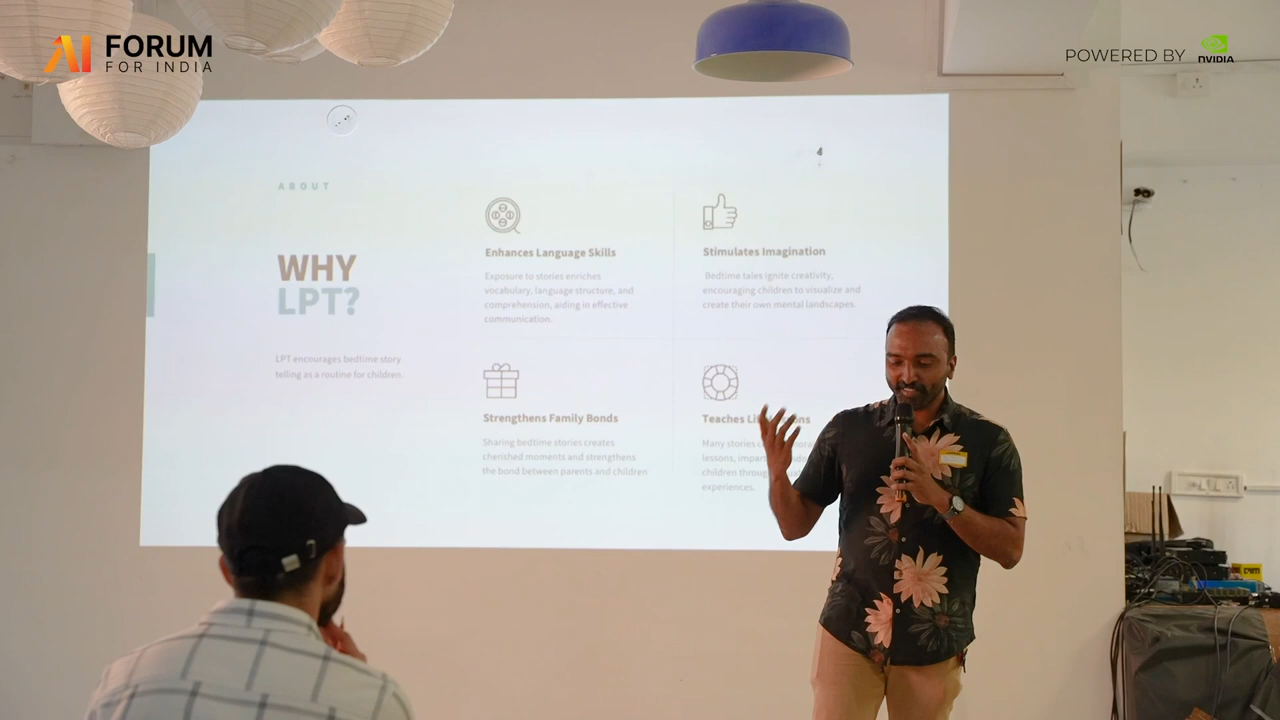 AI FORUM
FOR INDIA
POWERED BY NVIDIA
4
ABOUT
WHY
LPT?
LPT encourages bedtime story
telling as a routine for children.
Enhances Language Skills
Exposure to stories enriches
vocabulary, language structure, and
comprehension, aiding in effective
communication.
Stimulates Imagination
Bedtime tales ignite creativity,
encouraging children to visualize and
create their own mental landscapes.
Strengthens Family Bonds
Sharing bedtime stories creates
cherished moments and strengthens
the bond between parents and children
Teaches
Many stories
lessons,
children
experiences.